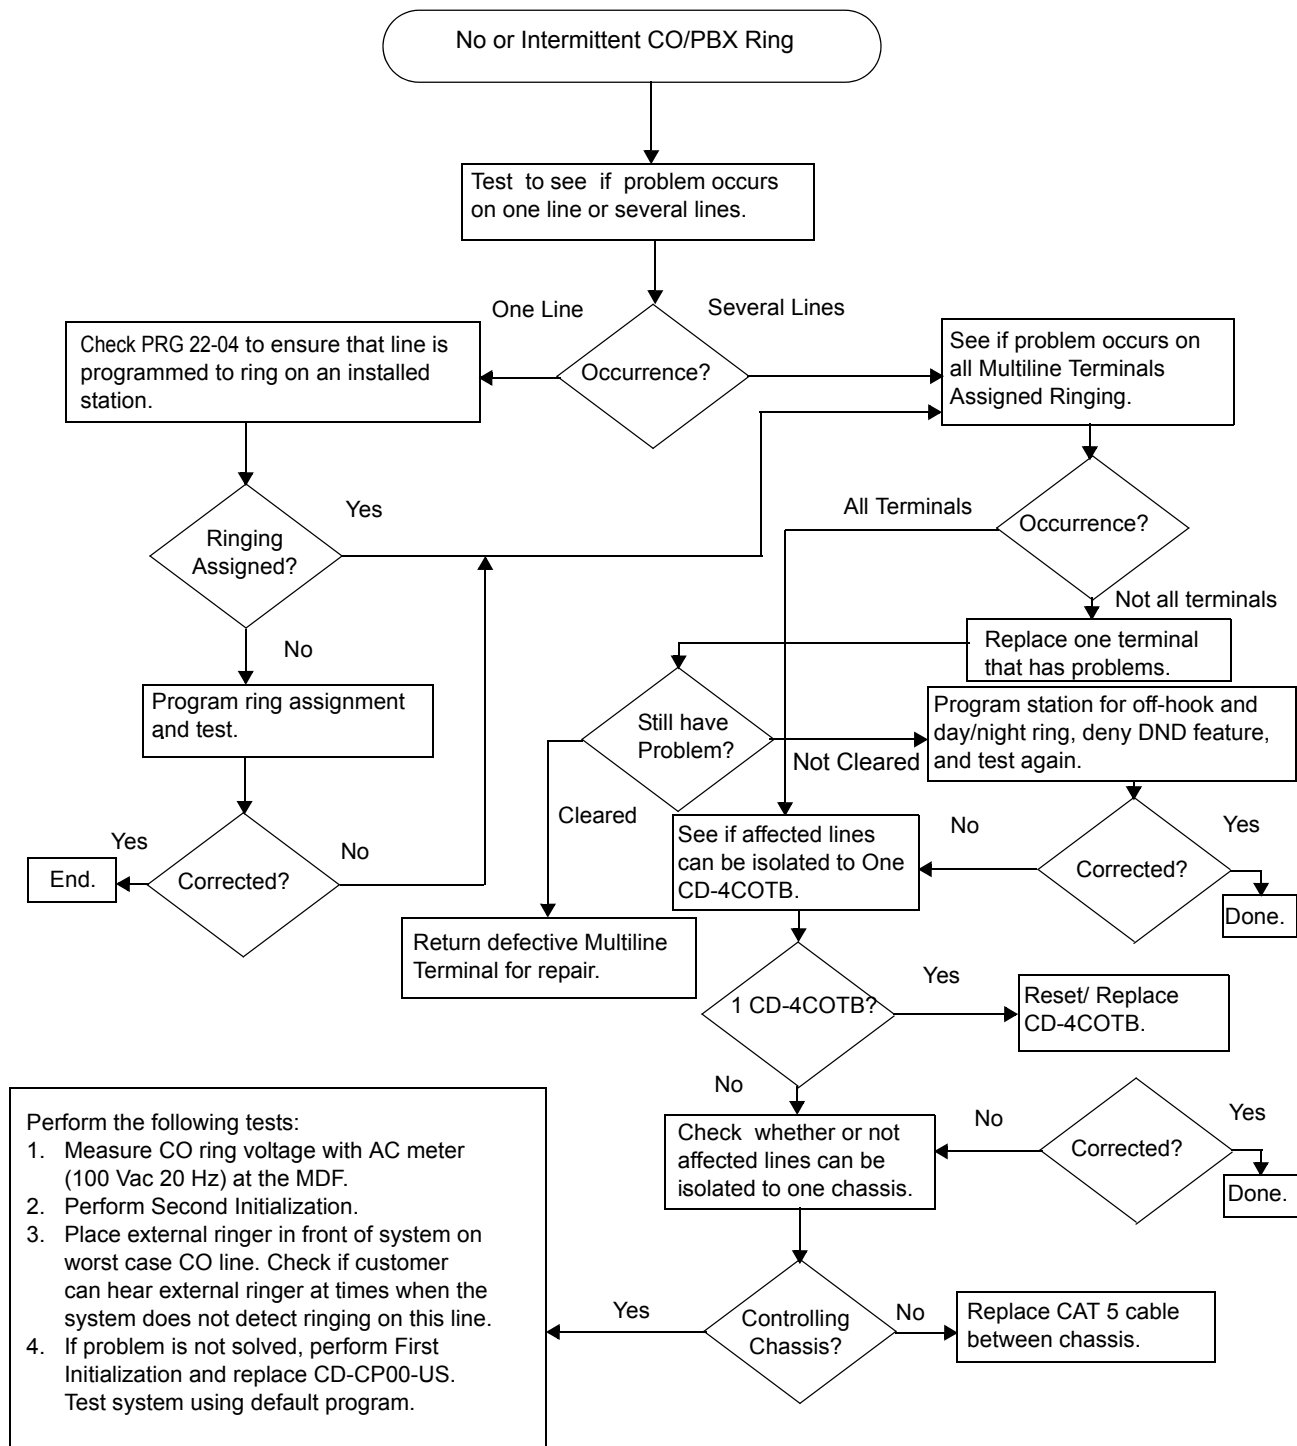 No or Intermittent CO/PBX Ring
Test to see if problem occurs
on one line or several lines.
One Line
Several Lines
Occurrence?
Check PRG 22-04 to ensure that line is
programmed to ring on an installed
station.
See if problem occurs on
all Multiline Terminals
Assigned Ringing.
Ringing
Assigned?
Yes
All Terminals
Occurrence?
Not all terminals
No
Replace one terminal
that has problems.
Program ring assignment
and test.
Still have
Problem?
Not Cleared
Program station for off-hook and
day/night ring, deny DND feature,
and test again.
Cleared
Yes
End.
Corrected?
No
See if affected lines
can be isolated to One
CD-4COTB.
No
Corrected?
Yes
Done.
Return defective Multiline
Terminal for repair.
1 CD-4COTB?
Yes
Reset/ Replace
CD-4COTB.
No
Check whether or not
affected lines can be
isolated to one chassis.
No
Corrected?
Yes
Done.
Controlling
Chassis?
Yes
No
Replace CAT 5 cable
between chassis.
Perform the following tests:
1. Measure CO ring voltage with AC meter
(100 Vac 20 Hz) at the MDF.
2. Perform Second Initialization.
3. Place external ringer in front of system on
worst case CO line. Check if customer
can hear external ringer at times when the
system does not detect ringing on this line.
4. If problem is not solved, perform First
Initialization and replace CD-CP00-US.
Test system using default program.